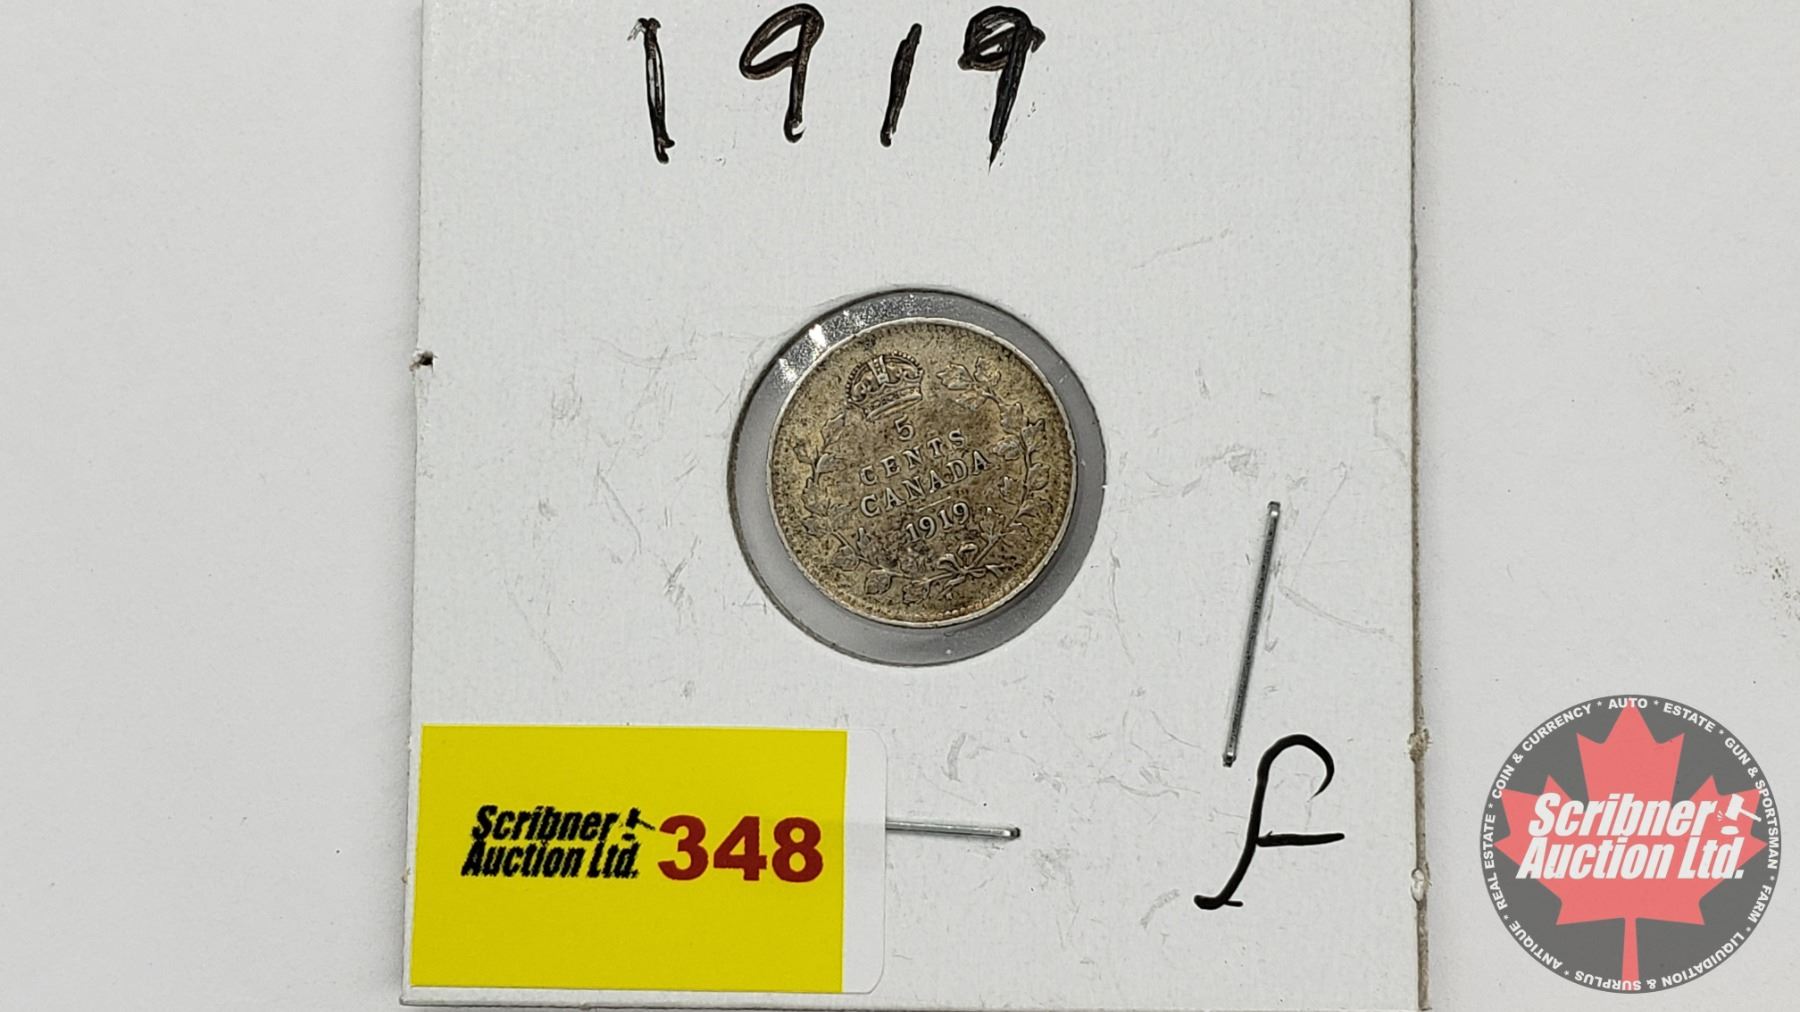 1919
5
CENTS
CANADA
1919
Scribner
Auction Ltd.
348
F
Scribner
Auction Ltd.
REAL ESTATE * COIN & CURRENCY * AUTO * ESTATE * GUN & SPORTSMAN * FARM * LIQUIDATION & SURPLUS * ANTIQUE *